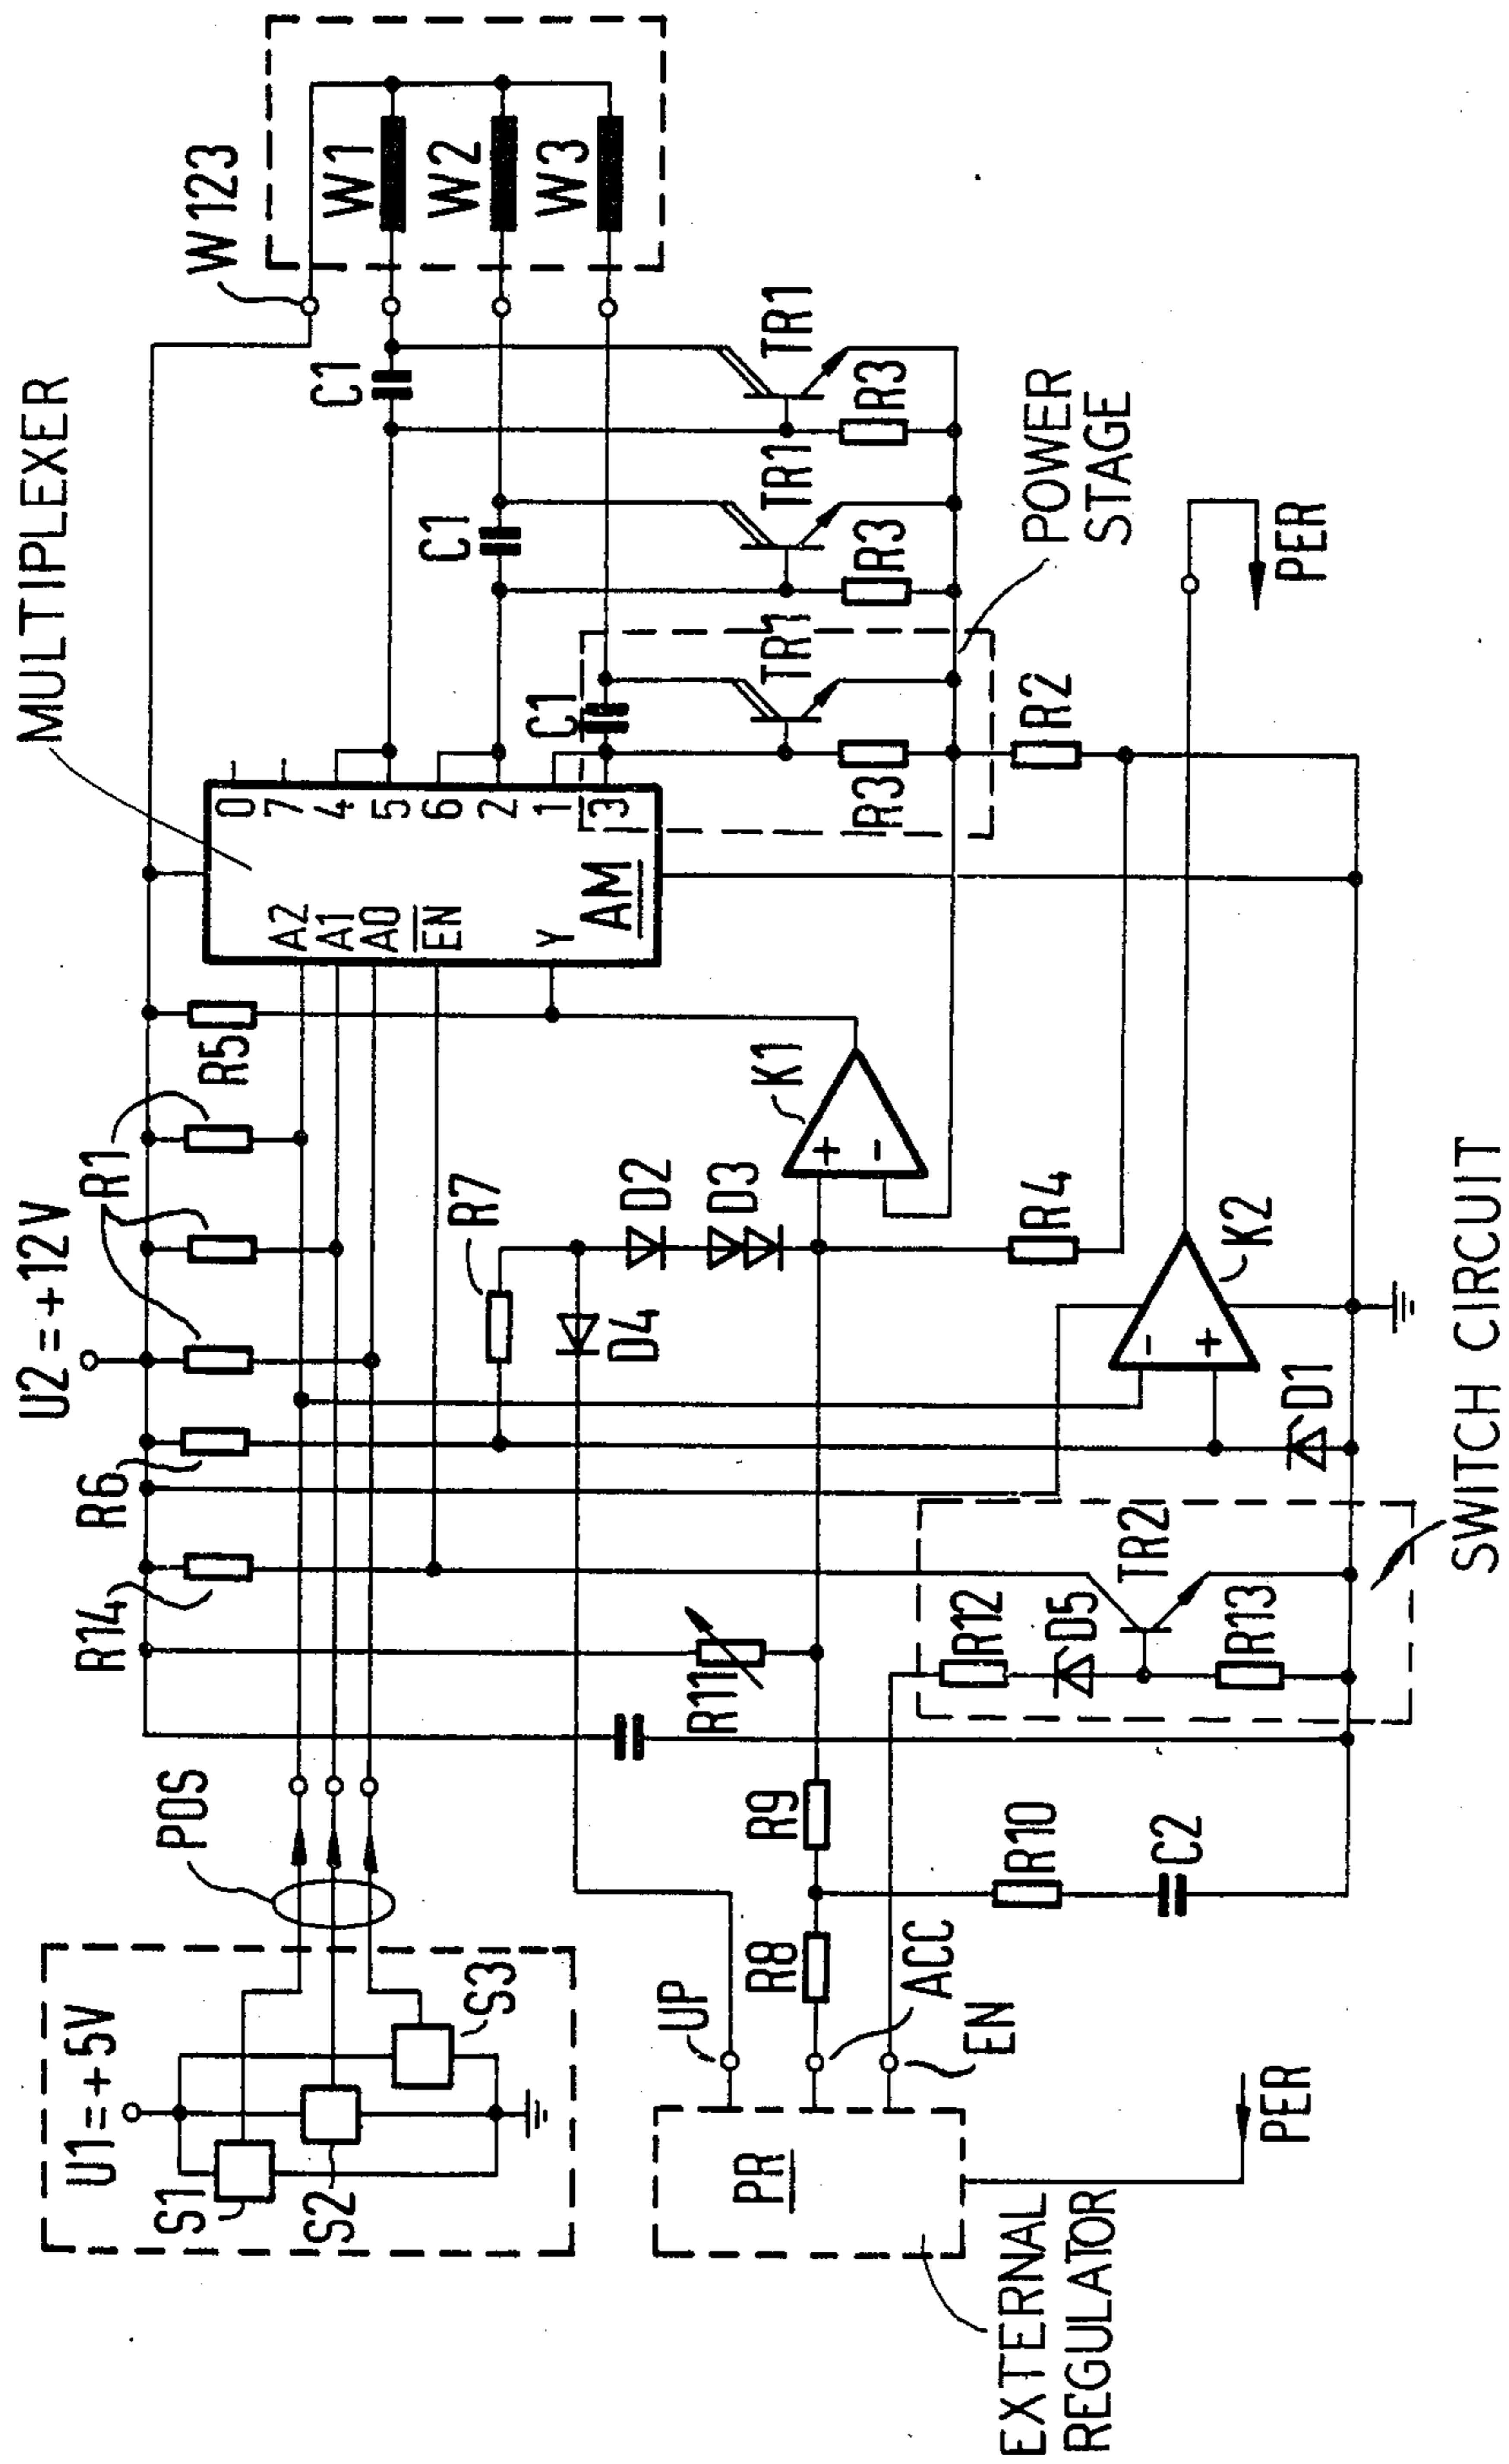 U1=+5V
S1
S2
S3
POS
U2=+12V
R14
R6
R1
R5
MULTIPLEXER
W123
W1
W2
W3
A2
A1
A0
EN
Y
AM
0
7
4
5
6
2
1
3
C1
C1
C1
TR1
TR1
TR1
R3
R3
R3
R2
POWER
STAGE
R7
D2
D3
D4
K1
R4
K2
D1
PER
R11
R9
R8
R10
C2
R12
D5
TR2
R13
SWITCH CIRCUIT
UP
ACC
EN
PR
PER
EXTERNAL
REGULATOR